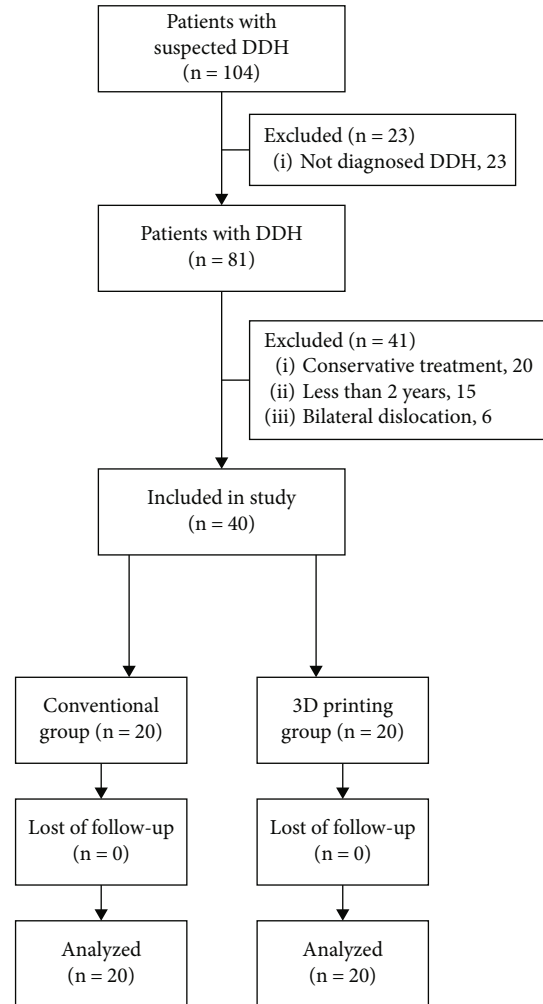 Patients with
suspected DDH
(n = 104)
Excluded (n = 23)
(i) Not diagnosed DDH, 23
Patients with DDH
(n = 81)
Excluded (n = 41)
(i) Conservative treatment, 20
(ii) Less than 2 years, 15
(iii) Bilateral dislocation, 6
Included in study
(n = 40)
Conventional
group (n = 20)
3D printing
group (n = 20)
Lost of follow-up
(n = 0)
Lost of follow-up
(n = 0)
Analyzed
(n = 20)
Analyzed
(n = 20)